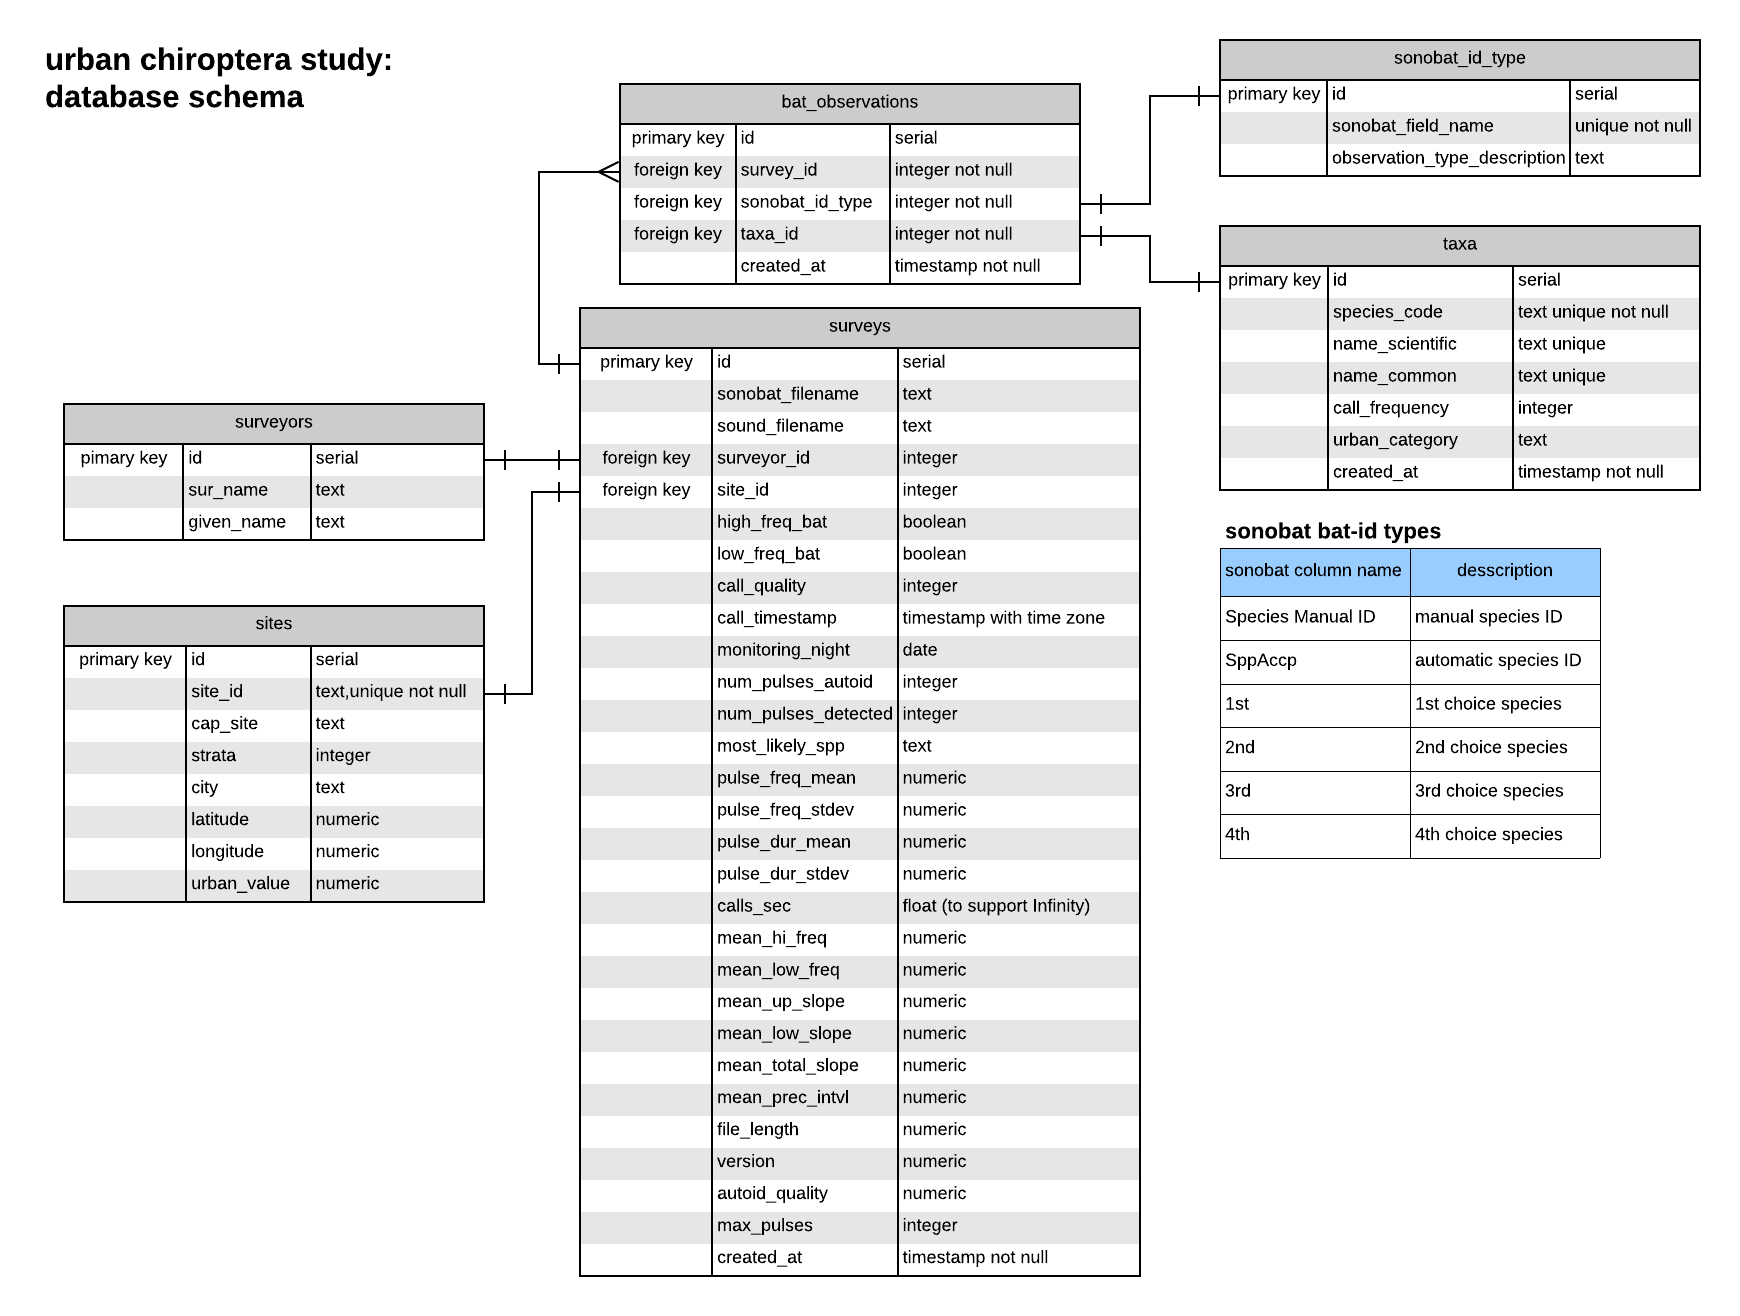 urban chiroptera study:
database schema
bat_observations
primary key id serial
foreign key survey_id integer not null
foreign key sonobat_id_type integer not null
foreign key taxa_id integer not null
created_at timestamp not null
sonobat_id_type
primary key id serial
sonobat_field_name unique not null
observation_type_description text
taxa
primary key id serial
species_code text unique not null
name_scientific text unique
name_common text unique
call_frequency integer
urban_category text
created_at timestamp not null
surveys
primary key id serial
sonobat_filename text
sound_filename text
foreign key surveyor_id integer
foreign key site_id integer
high_freq_bat boolean
low_freq_bat boolean
call_quality integer
call_timestamp timestamp with time zone
monitoring_night date
num_pulses_autoid integer
num_pulses_detected integer
most_likely_spp text
pulse_freq_mean numeric
pulse_freq_stdev numeric
pulse_dur_mean numeric
pulse_dur_stdev numeric
calls_sec float (to support Infinity)
mean_hi_freq numeric
mean_low_freq numeric
mean_up_slope numeric
mean_low_slope numeric
mean_total_slope numeric
mean_prec_intvl numeric
file_length numeric
version numeric
autoid_quality numeric
max_pulses integer
created_at timestamp not null
surveyors
pimary key id serial
sur_name text
given_name text
sites
primary key id serial
site_id text,unique not null
cap_site text
strata integer
city text
latitude numeric
longitude numeric
urban_value numeric
sonobat bat-id types
sonobat column name desscription
Species Manual ID manual species ID
SppAccp automatic species ID
1st 1st choice species
2nd 2nd choice species
3rd 3rd choice species
4th 4th choice species